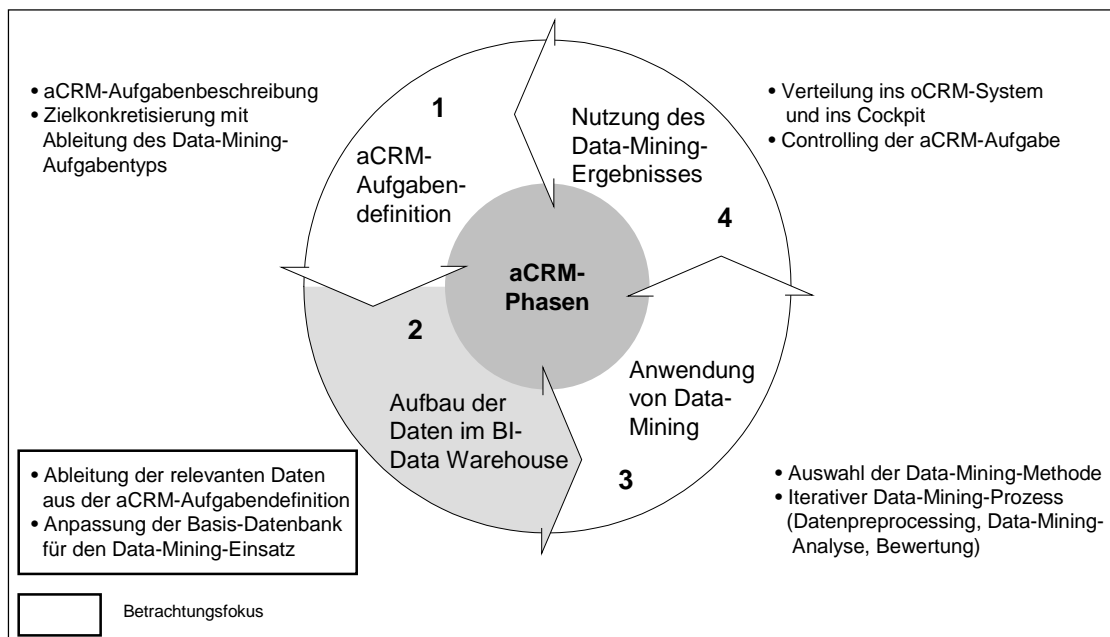 • aCRM-Aufgabenbeschreibung
• Zielkonkretisierung mit
Ableitung des Data-Mining-
Aufgabentyps
1
aCRM-
Aufgaben-
definition
Nutzung des
Data-Mining-
Ergebnisses
4
• Verteilung ins oCRM-System
und ins Cockpit
• Controlling der aCRM-Aufgabe
aCRM-
Phasen
2
Aufbau der
Daten im BI-
Data Warehouse
Anwendung
von Data-
Mining
3
• Ableitung der relevanten Daten
aus der aCRM-Aufgabendefinition
• Anpassung der Basis-Datenbank
für den Data-Mining-Einsatz
• Auswahl der Data-Mining-Methode
• Iterativer Data-Mining-Prozess
(Datenpreprocessing, Data-Mining-
Analyse, Bewertung)
Betrachtungsfokus